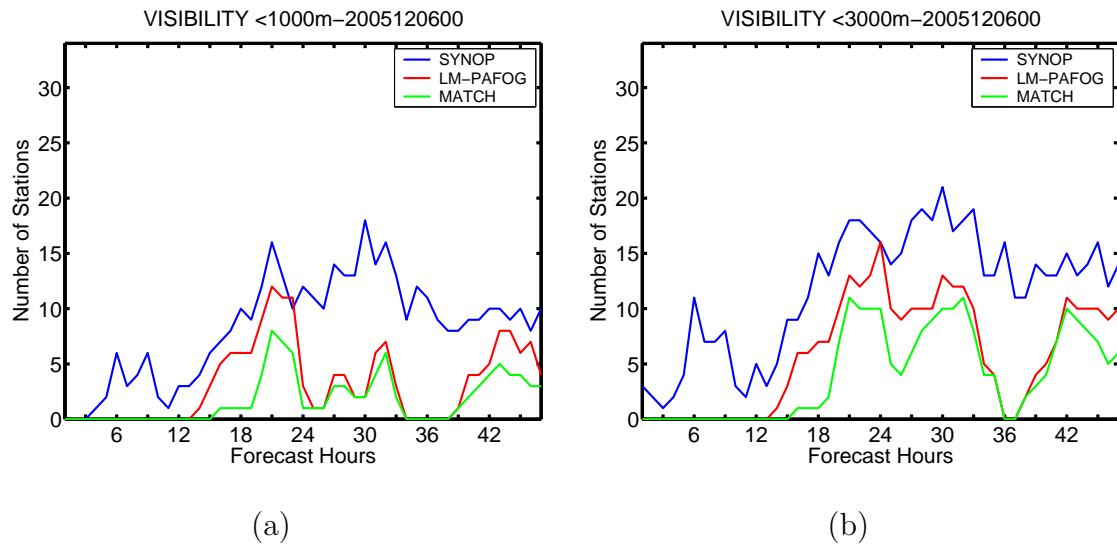 VISIBILITY <1000m−2005120600
SYNOP
LM−PAFOG
MATCH
Number of Stations
30
25
20
15
10
5
0
6 12 18 24 30 36 42
Forecast Hours
(a)
VISIBILITY <3000m−2005120600
SYNOP
LM−PAFOG
MATCH
Number of Stations
30
25
20
15
10
5
0
6 12 18 24 30 36 42
Forecast Hours
(b)